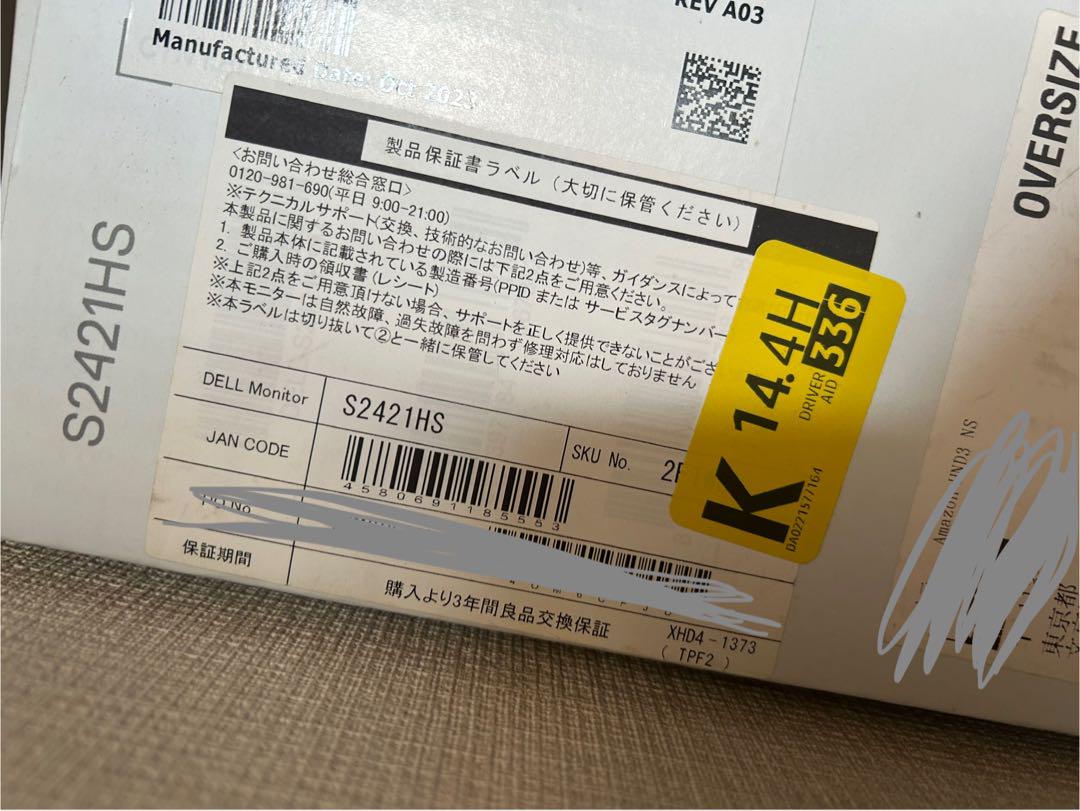 REV A03
Manufactured Date: Oct 2023
OVERSIZE
S2421HS
製品保証書ラベル(大切に保管ください)
<お問い合わせ総合窓口>
0120-981-690(平日 9:00-21:00)
※テクニカルサポート(交換、技術的なお問い合わせ)等、ガイダンスによって
本製品に関するお問い合わせの際には下記2点をご用意ください。
1. 製品本体に記載されている製造番号(PPID または サービスタグナンバー
2. ご購入時の領収書(レシート)
※上記2点をご用意頂けない場合、サポートを正しく提供できないことがござ
※本モニターは自然故障、過失故障を問わず修理対応はしておりません
※本ラベルは切り抜いて②と一緒に保管してください
DELL Monitor
S2421HS
SKU No.
JAN CODE
4580691185583
保証期間
購入より3年間良品交換保証
XHD4-1373
(TPF2)
K 14.4H
DRIVER AID
336
DA0221577164
Amazon
NS
東京都